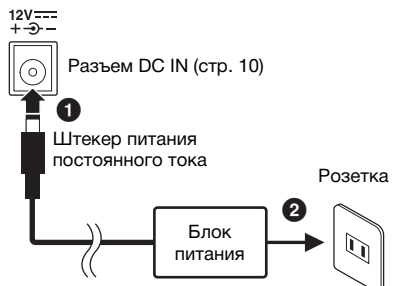 12V
+ -
Разъем DC IN (стр. 10)
1
Штекер питания
постоянного тока
Розетка
2
Блок
питания